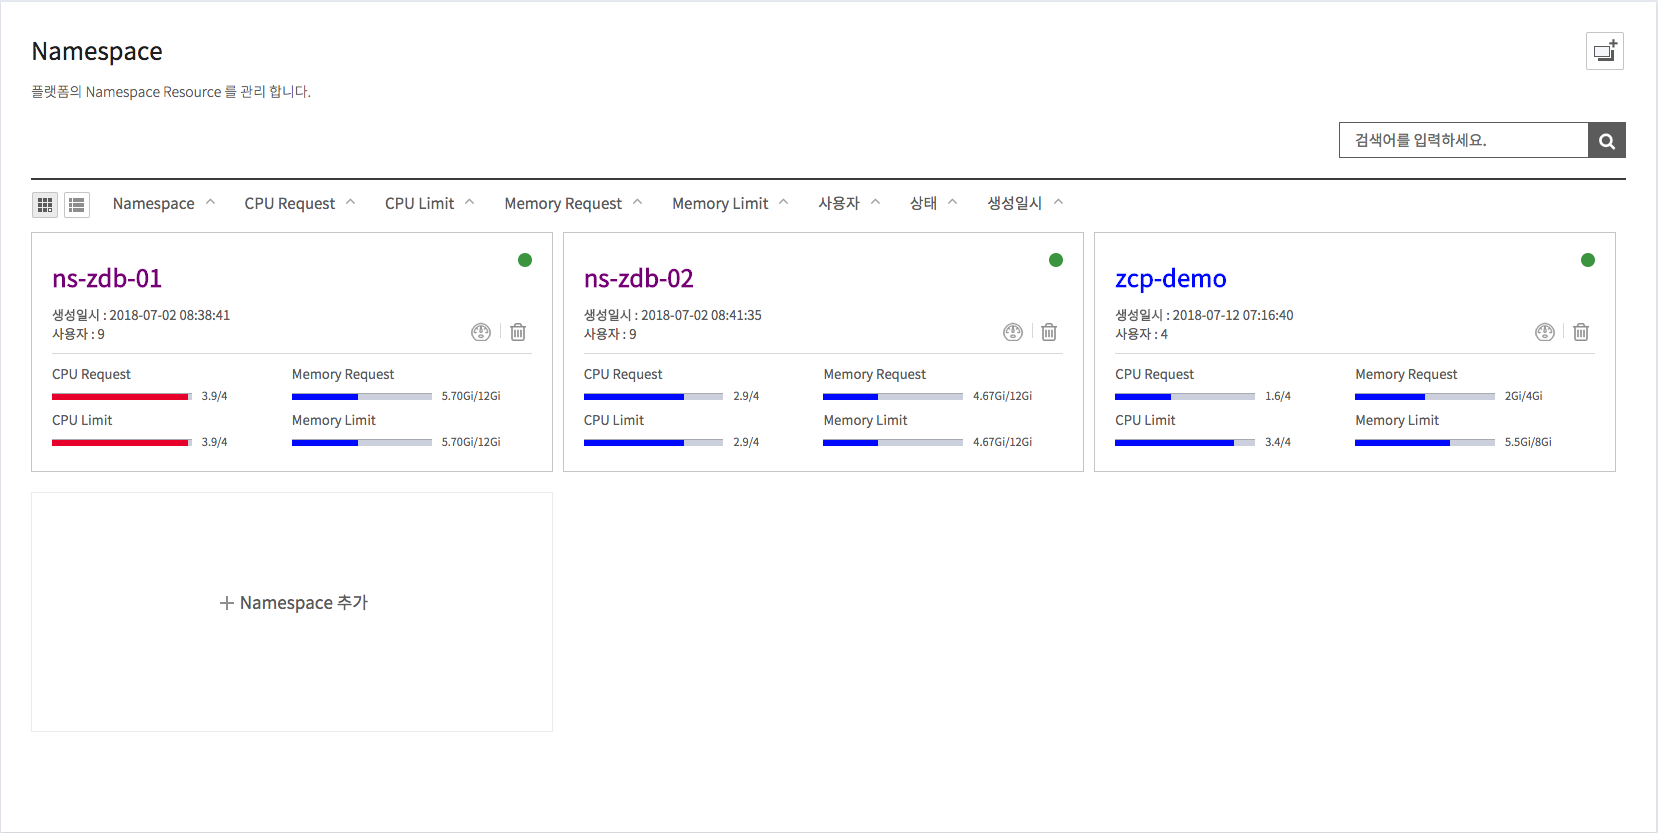 Namespace
플랫폼의 Namespace Resource 를 관리 합니다.
검색어를 입력하세요.
Namespace CPU Request CPU Limit Memory Request Memory Limit 사용자 상태 생성일시
ns-zdb-01
생성일시 : 2018-07-02 08:38:41
사용자 : 9
CPU Request Memory Request
3.9/4 5.70Gi/12Gi
CPU Limit Memory Limit
3.9/4 5.70Gi/12Gi
ns-zdb-02
생성일시 : 2018-07-02 08:41:35
사용자 : 9
CPU Request Memory Request
2.9/4 4.67Gi/12Gi
CPU Limit Memory Limit
2.9/4 4.67Gi/12Gi
zcp-demo
생성일시 : 2018-07-12 07:16:40
사용자 : 4
CPU Request Memory Request
1.6/4 2Gi/4Gi
CPU Limit Memory Limit
3.4/4 5.5Gi/8Gi
+ Namespace 추가